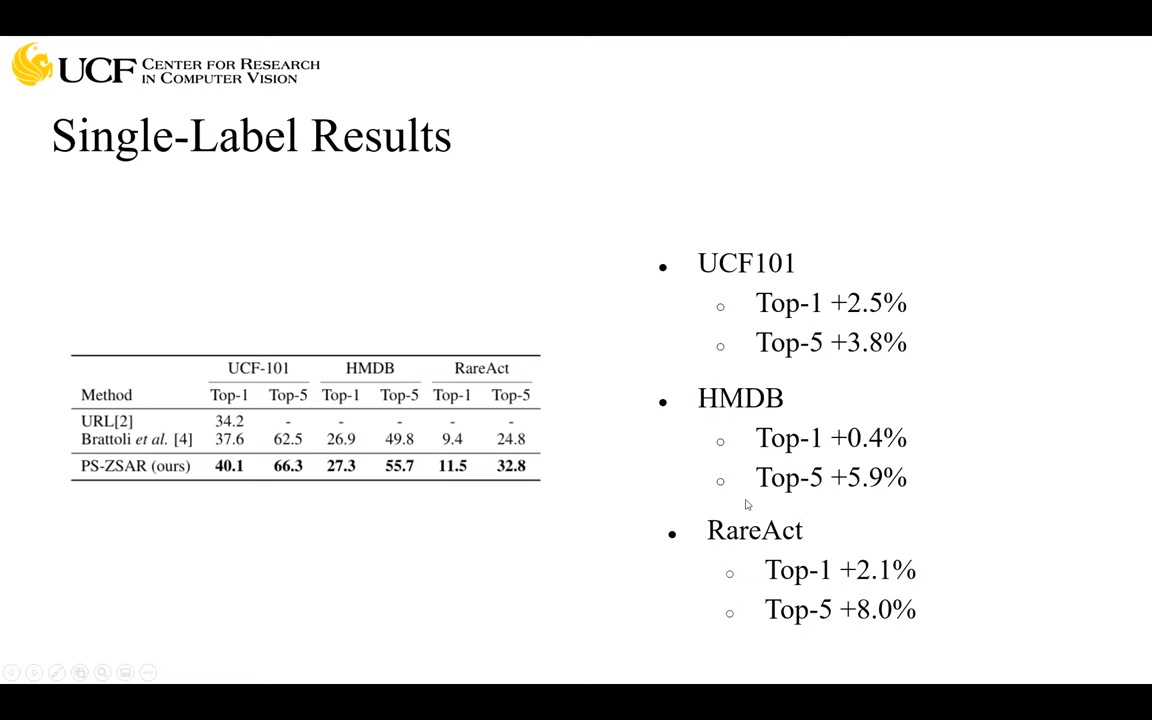 UCF CENTER FOR RESEARCH
IN COMPUTER VISION
Single-Label Results
UCF-101 HMDB RareAct
Method Top-1 Top-5 Top-1 Top-5 Top-1 Top-5
URL[2] 34.2 - - - - -
Brattoli et al. [4] 37.6 62.5 26.9 49.8 9.4 24.8
PS-ZSAR (ours) 40.1 66.3 27.3 55.7 11.5 32.8
• UCF101
○ Top-1 +2.5%
○ Top-5 +3.8%
• HMDB
○ Top-1 +0.4%
○ Top-5 +5.9%
• RareAct
○ Top-1 +2.1%
○ Top-5 +8.0%